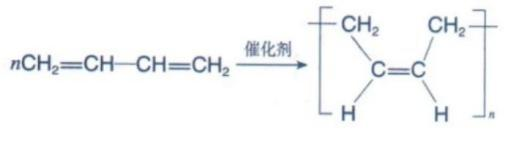 nCH₂=CH—CH=CH₂ 催化剂
CH₂ CH₂
C=C
H H
n